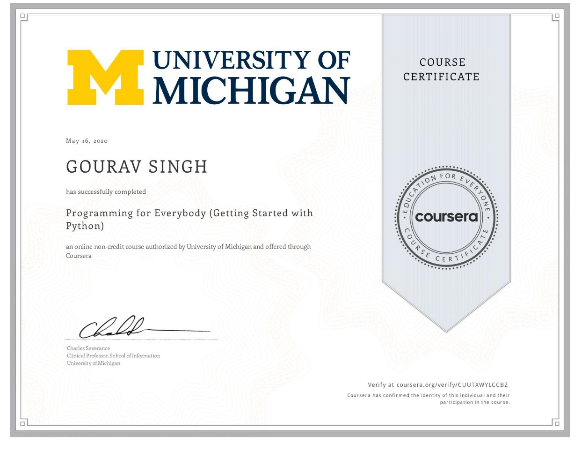 UNIVERSITY OF
MICHIGAN
COURSE
CERTIFICATE
May 16, 2020
GOURAV SINGH
has successfully completed
Programming for Everybody (Getting Started with
Python)
an online non-credit course authorized by University of Michigan and offered through
Coursera
EDUCATION FOR EVERYONE
coursera
COURSE CERTIFICATE
Charles Severance
Clinical Professor, School of Information
University of Michigan
Verify at coursera.org/verify/CUUTAWYLCCBZ
Coursera has confirmed the identity of this individual and their
participation in the course.